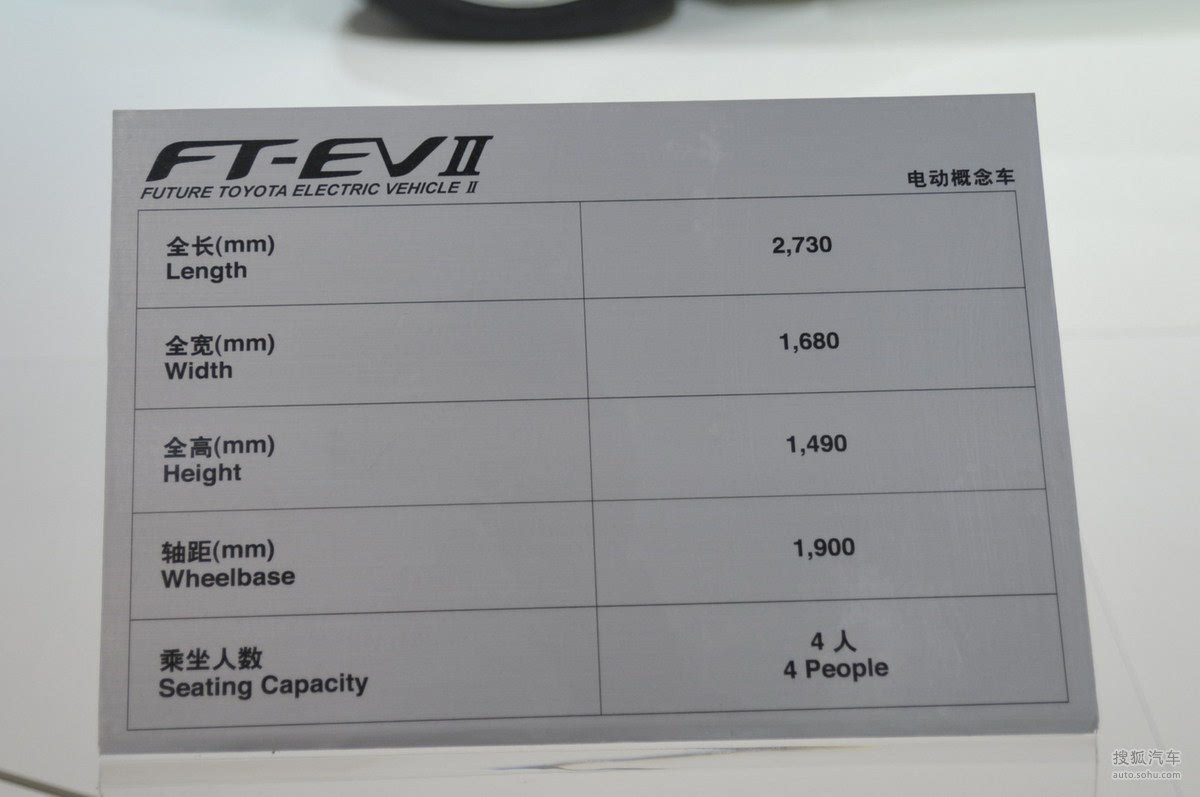 FT-EV II
FUTURE TOYOTA ELECTRIC VEHICLE II
电动概念车
全长(mm)
Length
2,730
全宽(mm)
Width
1,680
全高(mm)
Height
1,490
轴距(mm)
Wheelbase
1,900
乘坐人数
Seating Capacity
4 人
4 People
搜狐汽车
auto.sohu.com